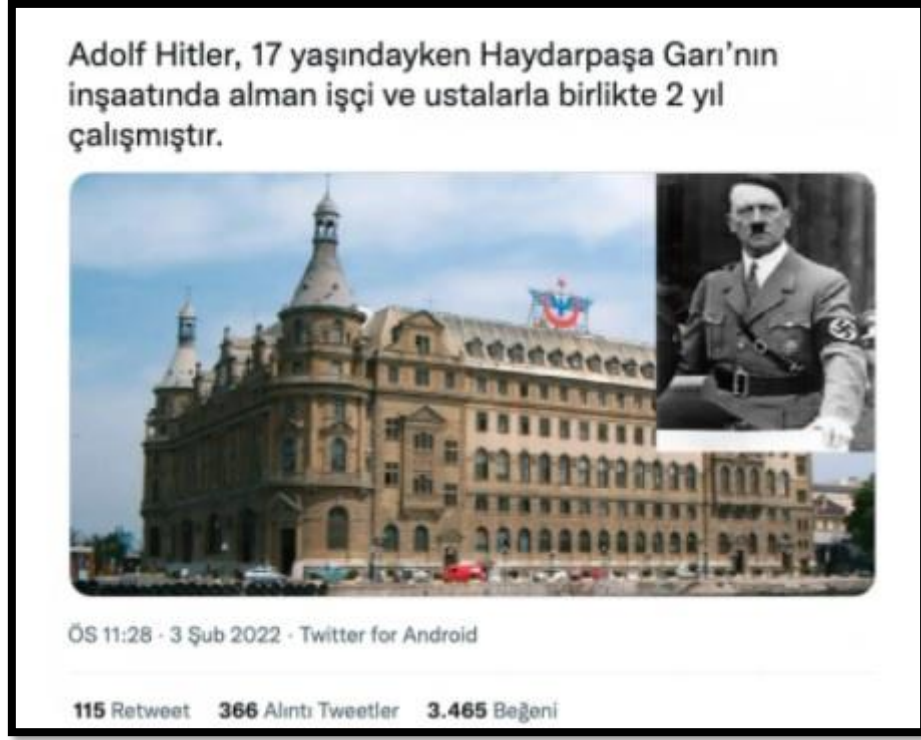 Adolf Hitler, 17 yaşındayken Haydarpaşa Garı'nın
inşaatında alman işçi ve ustalarla birlikte 2 yıl
çalışmıştır.
ÖS 11:28 · 3 Şub 2022 · Twitter for Android
115 Retweet 366 Alıntı Tweetler 3.465 Beğeni